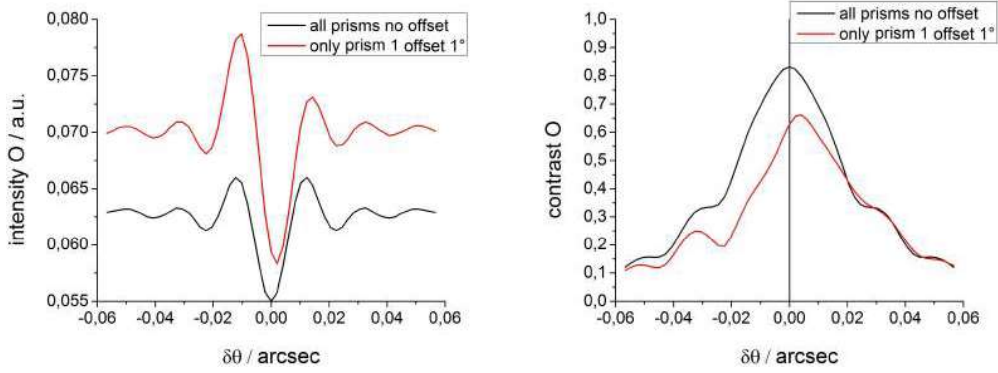 all prisms no offset
only prism 1 offset 1°
0,080
0,075
0,070
0,065
0,060
0,055
intensity O / a.u.
-0,06 -0,04 -0,02 0,00 0,02 0,04 0,06
δθ / arcsec
all prisms no offset
only prism 1 offset 1°
1,0
0,9
0,8
0,7
0,6
0,5
0,4
0,3
0,2
0,1
0,0
contrast O
-0,06 -0,04 -0,02 0,00 0,02 0,04 0,06
δθ / arcsec